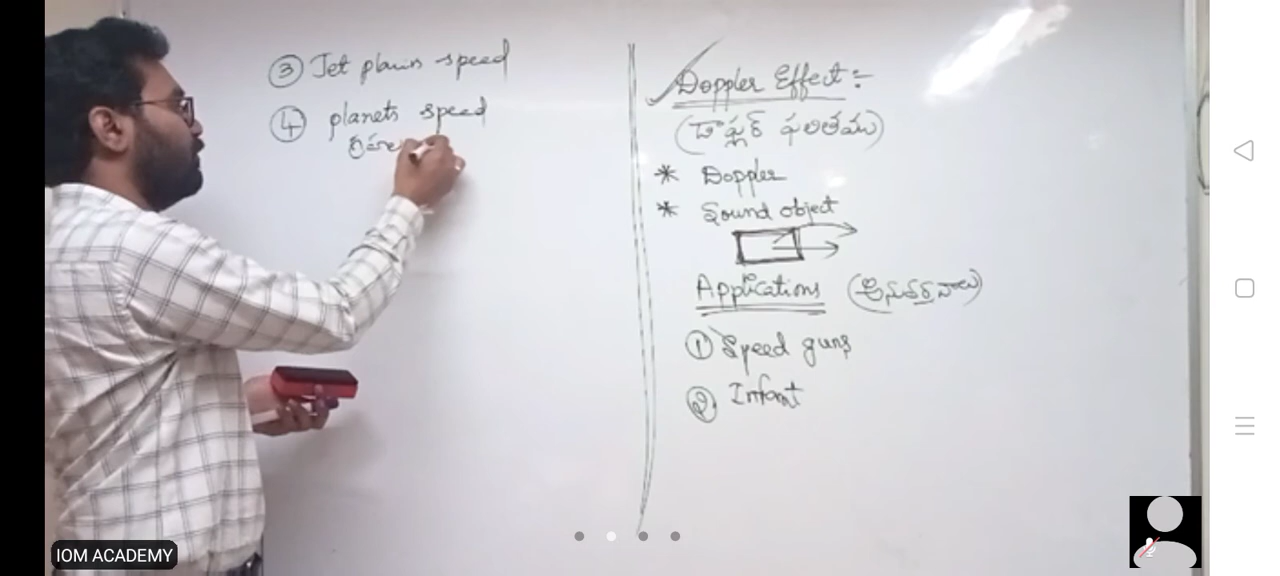 Doppler Effect :-
(డాప్లర్ ఫలితము)
* Doppler
* Sound object
Applications (అనువర్తనాలు)
① Speed guns
② Infant
③ Jet plains speed
④ planets speed
IOM ACADEMY